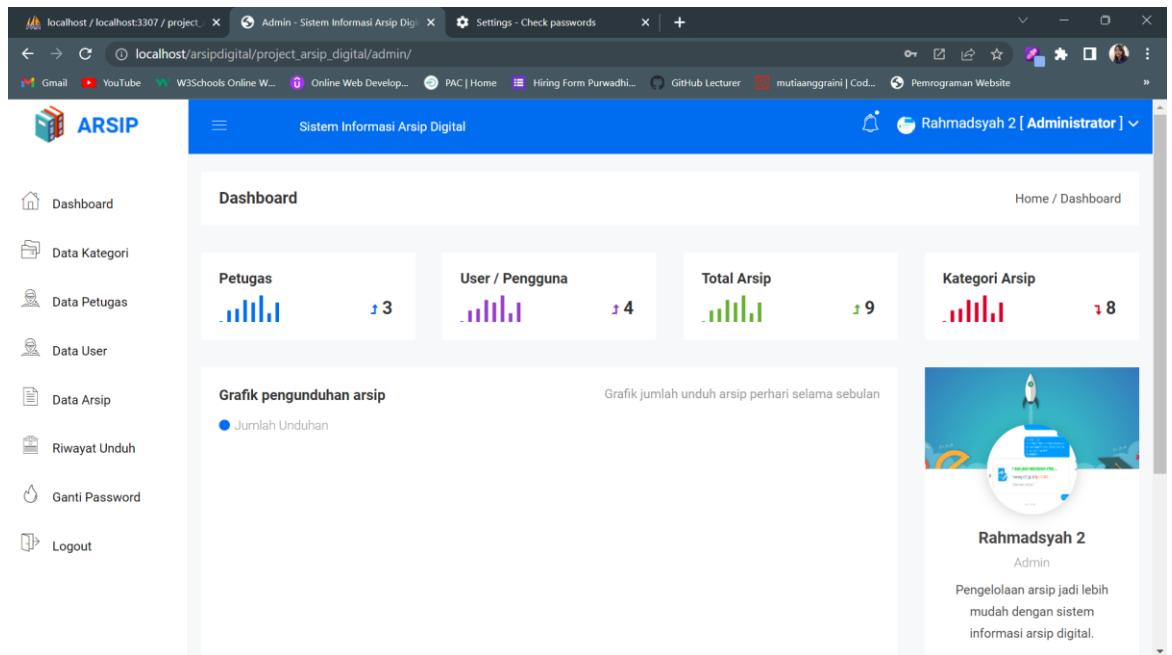 localhost / localhost:3307 / project_
Admin - Sistem Informasi Arsip Digi
Settings - Check passwords
localhost/arsipdigital/project_arsip_digital/admin/
Gmail
YouTube
W3Schools Online W...
Online Web Develop...
PAC | Home
Hiring Form Purwadhi...
GitHub Lecturer
mutiaanggraini | Cod...
Pemrograman Website
»
ARSIP
Sistem Informasi Arsip Digital
Rahmadsyah 2 [ Administrator ]
Dashboard
Data Kategori
Data Petugas
Data User
Data Arsip
Riwayat Unduh
Ganti Password
Logout
Dashboard
Home / Dashboard
Petugas
3
User / Pengguna
4
Total Arsip
9
Kategori Arsip
8
Grafik pengunduhan arsip
Grafik jumlah unduh arsip perhari selama sebulan
Jumlah Unduhan
Rahmadsyah 2
Admin
Pengelolaan arsip jadi lebih
mudah dengan sistem
informasi arsip digital.